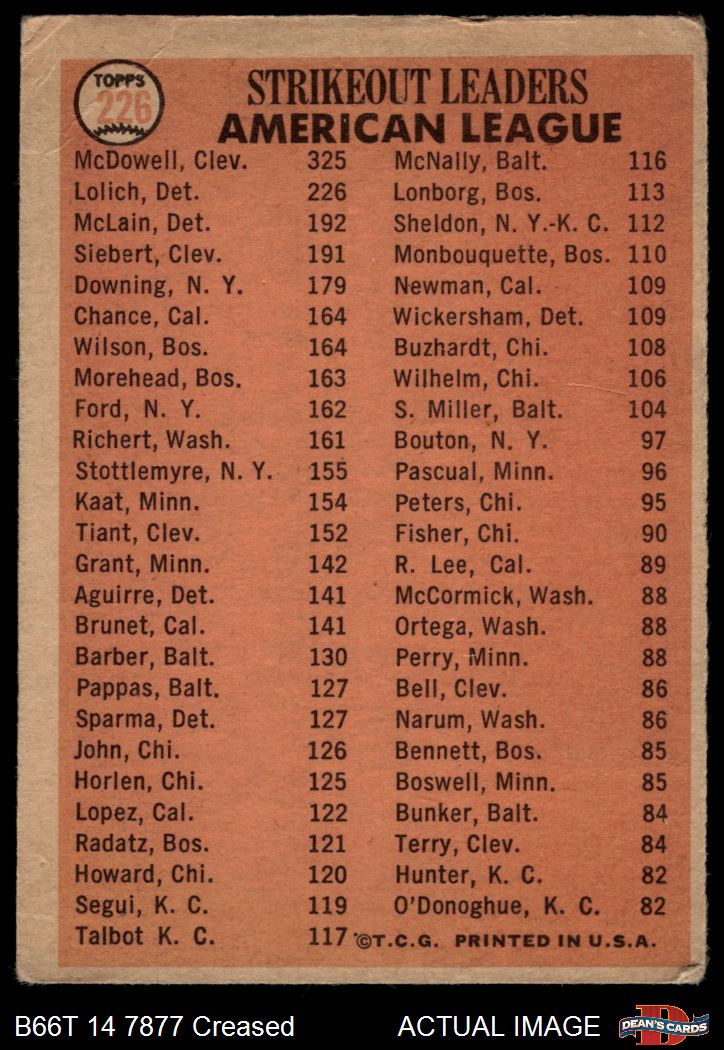 TOPPS
226
STRIKEOUT LEADERS
AMERICAN LEAGUE
McDowell, Clev. 325
Lolich, Det. 226
McLain, Det. 192
Siebert, Clev. 191
Downing, N. Y. 179
Chance, Cal. 164
Wilson, Bos. 164
Morehead, Bos. 163
Ford, N. Y. 162
Richert, Wash. 161
Stottlemyre, N. Y. 155
Kaat, Minn. 154
Tiant, Clev. 152
Grant, Minn. 142
Aguirre, Det. 141
Brunet, Cal. 141
Barber, Balt. 130
Pappas, Balt. 127
Sparma, Det. 127
John, Chi. 126
Horlen, Chi. 125
Lopez, Cal. 122
Radatz, Bos. 121
Howard, Chi. 120
Segui, K. C. 119
Talbot K. C. 117
McNally, Balt. 116
Lonborg, Bos. 113
Sheldon, N. Y.-K. C. 112
Monbouquette, Bos. 110
Newman, Cal. 109
Wickersham, Det. 109
Buzhardt, Chi. 108
Wilhelm, Chi. 106
S. Miller, Balt. 104
Bouton, N. Y. 97
Pascual, Minn. 96
Peters, Chi. 95
Fisher, Chi. 90
R. Lee, Cal. 89
McCormick, Wash. 88
Ortega, Wash. 88
Perry, Minn. 88
Bell, Clev. 86
Narum, Wash. 86
Bennett, Bos. 85
Boswell, Minn. 85
Bunker, Balt. 84
Terry, Clev. 84
Hunter, K. C. 82
O'Donoghue, K. C. 82
©T.C.G. PRINTED IN U.S.A.
B66T 14 7877 Creased
ACTUAL IMAGE
D
DEAN'S CARDS